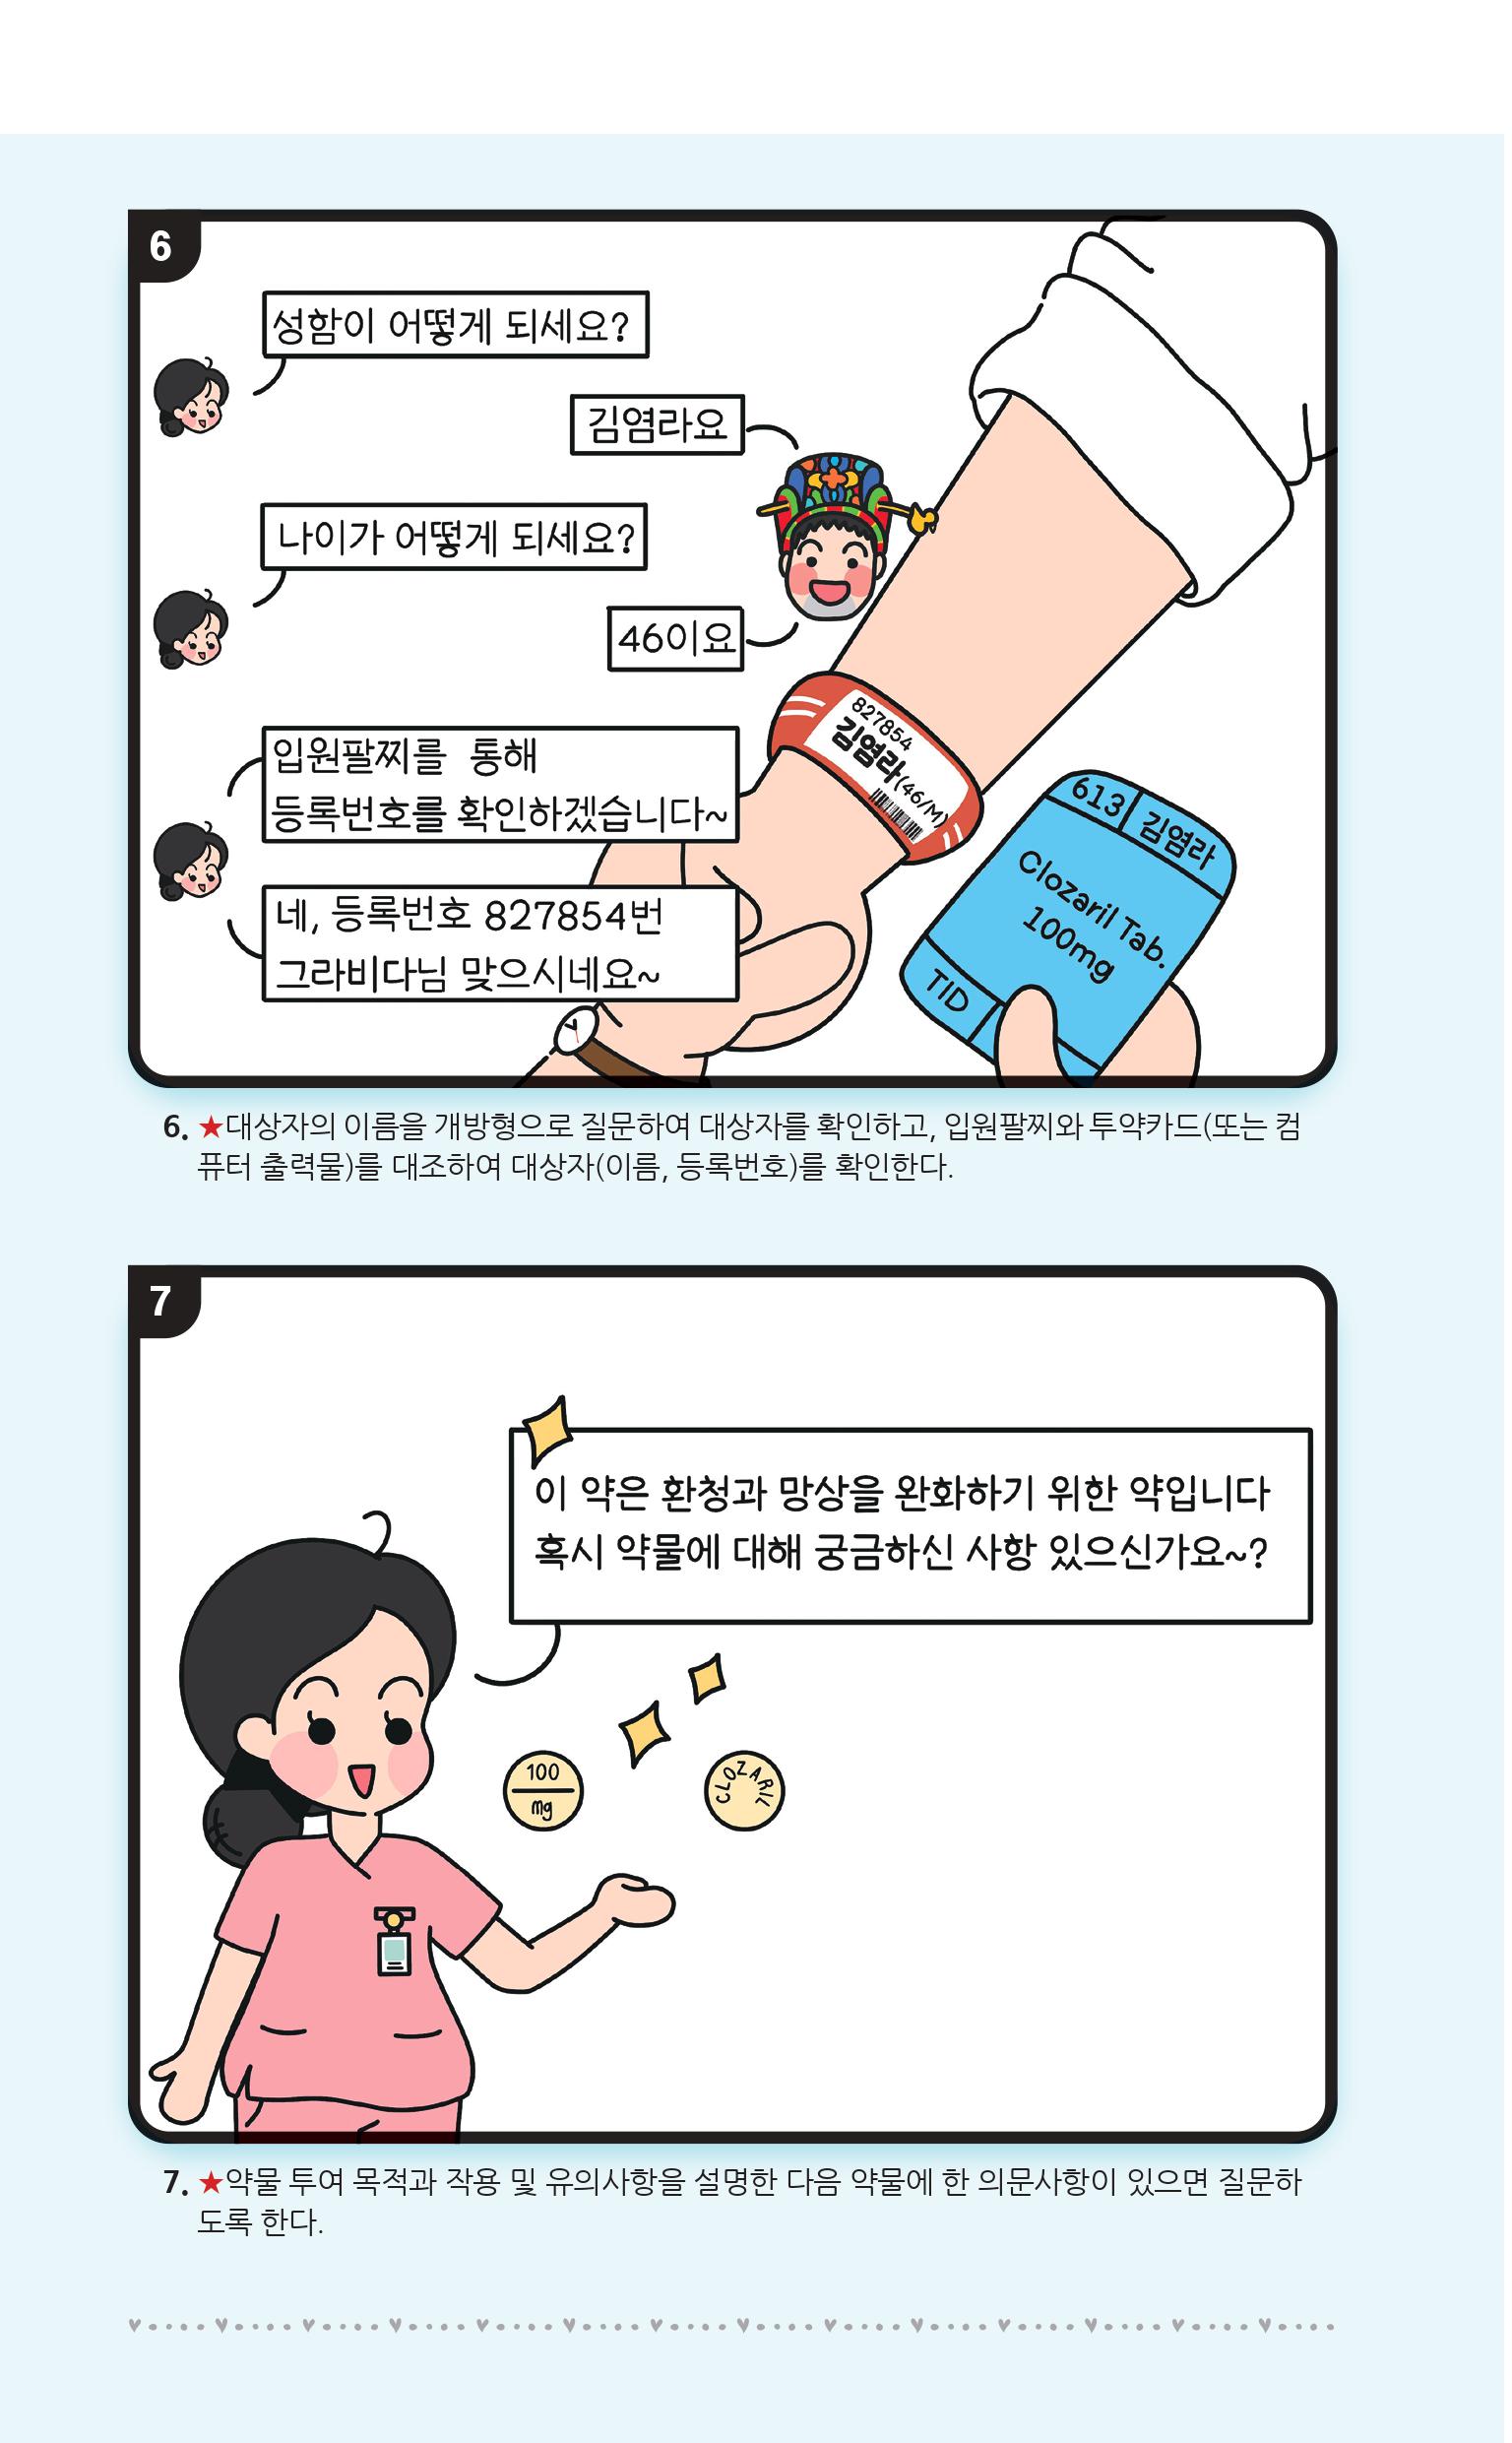 6
성함이 어떻게 되세요?
김염라요
나이가 어떻게 되세요?
46이요
입원팔찌를 통해
등록번호를 확인하겠습니다~
네, 등록번호 827854번
그라비다님 맞으시네요~
827854
김염라(46/M)
613 김염라
Clozaril Tab.
100mg
TID
6. ★대상자의 이름을 개방형으로 질문하여 대상자를 확인하고, 입원팔찌와 투약카드(또는 컴
퓨터 출력물)를 대조하여 대상자(이름, 등록번호)를 확인한다.
7
이 약은 환청과 망상을 완화하기 위한 약입니다
혹시 약물에 대해 궁금하신 사항 있으신가요~?
100
mg
CLOZARIL
7. ★약물 투여 목적과 작용 및 유의사항을 설명한 다음 약물에 한 의문사항이 있으면 질문하
도록 한다.